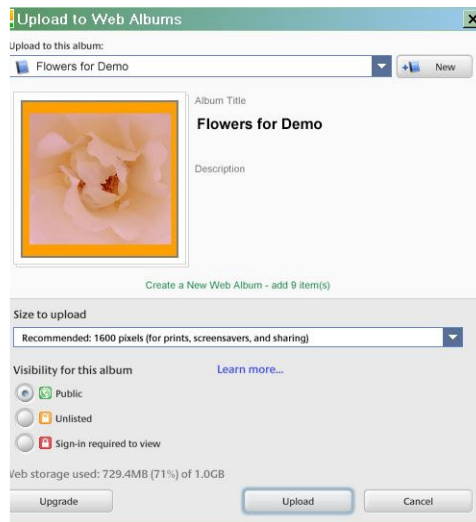 Upload to Web Albums
Upload to this album:
Flowers for Demo
New
Album Title
Flowers for Demo
Description
Create a New Web Album - add 9 item(s)
Size to upload
Recommended: 1600 pixels (for prints, screensavers, and sharing)
Visibility for this album Learn more...
Public
Unlisted
Sign-in required to view
Web storage used: 729.4MB (71%) of 1.0GB
Upgrade Upload Cancel